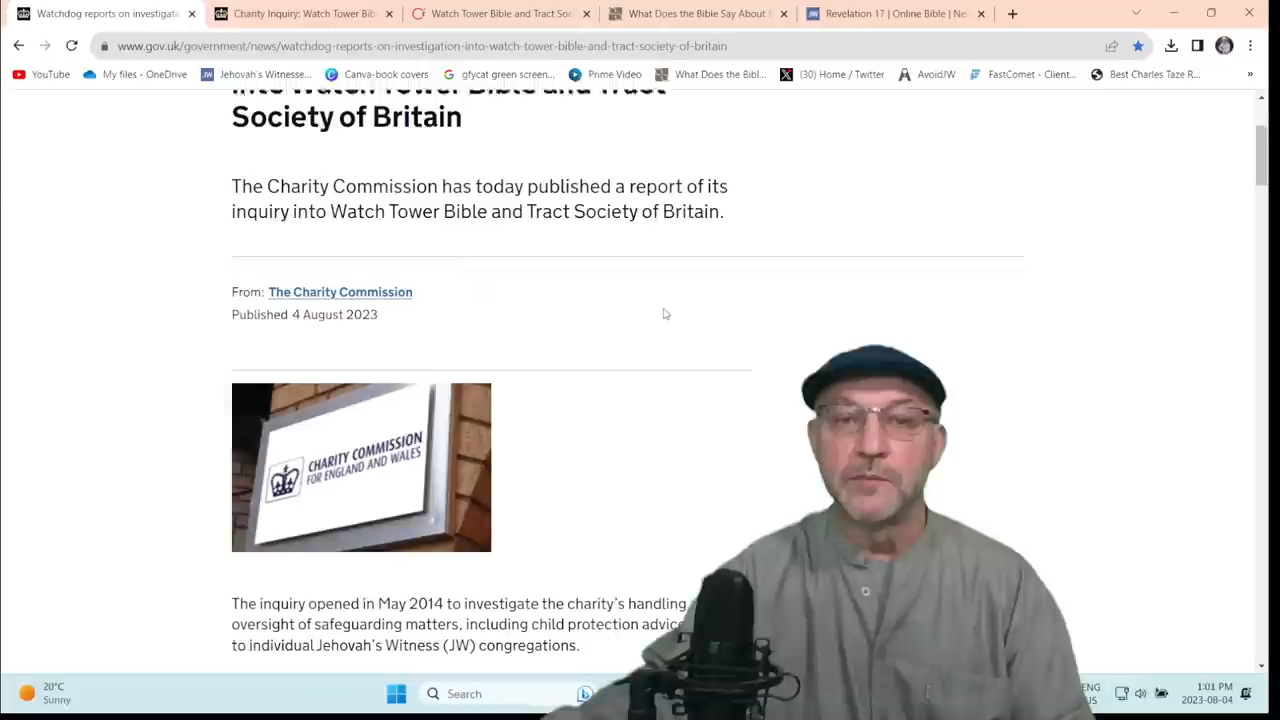 Watchdog reports on investigati
Charity Inquiry: Watch Tower Bib
Watch Tower Bible and Tract Soc
What Does the Bible Say About
Revelation 17 | Online Bible | Ne
www.gov.uk/government/news/watchdog-reports-on-investigation-into-watch-tower-bible-and-tract-society-of-britain
YouTube
My files - OneDrive
Jehovah's Witnesse...
Canva-book covers
gfycat green screen...
Prime Video
What Does the Bibl...
(30) Home / Twitter
AvoidJW
FastComet - Client...
Best Charles Taze R...
»
into Watch Tower Bible and Tract
Society of Britain
The Charity Commission has today published a report of its
inquiry into Watch Tower Bible and Tract Society of Britain.
From: The Charity Commission
Published 4 August 2023
CHARITY COMMISSION
FOR ENGLAND AND WALES
The inquiry opened in May 2014 to investigate the charity's handling
oversight of safeguarding matters, including child protection
to individual Jehovah's Witness (JW) congregations.
20°C
Sunny
Search
ENG
US
1:01 PM
2023-08-04